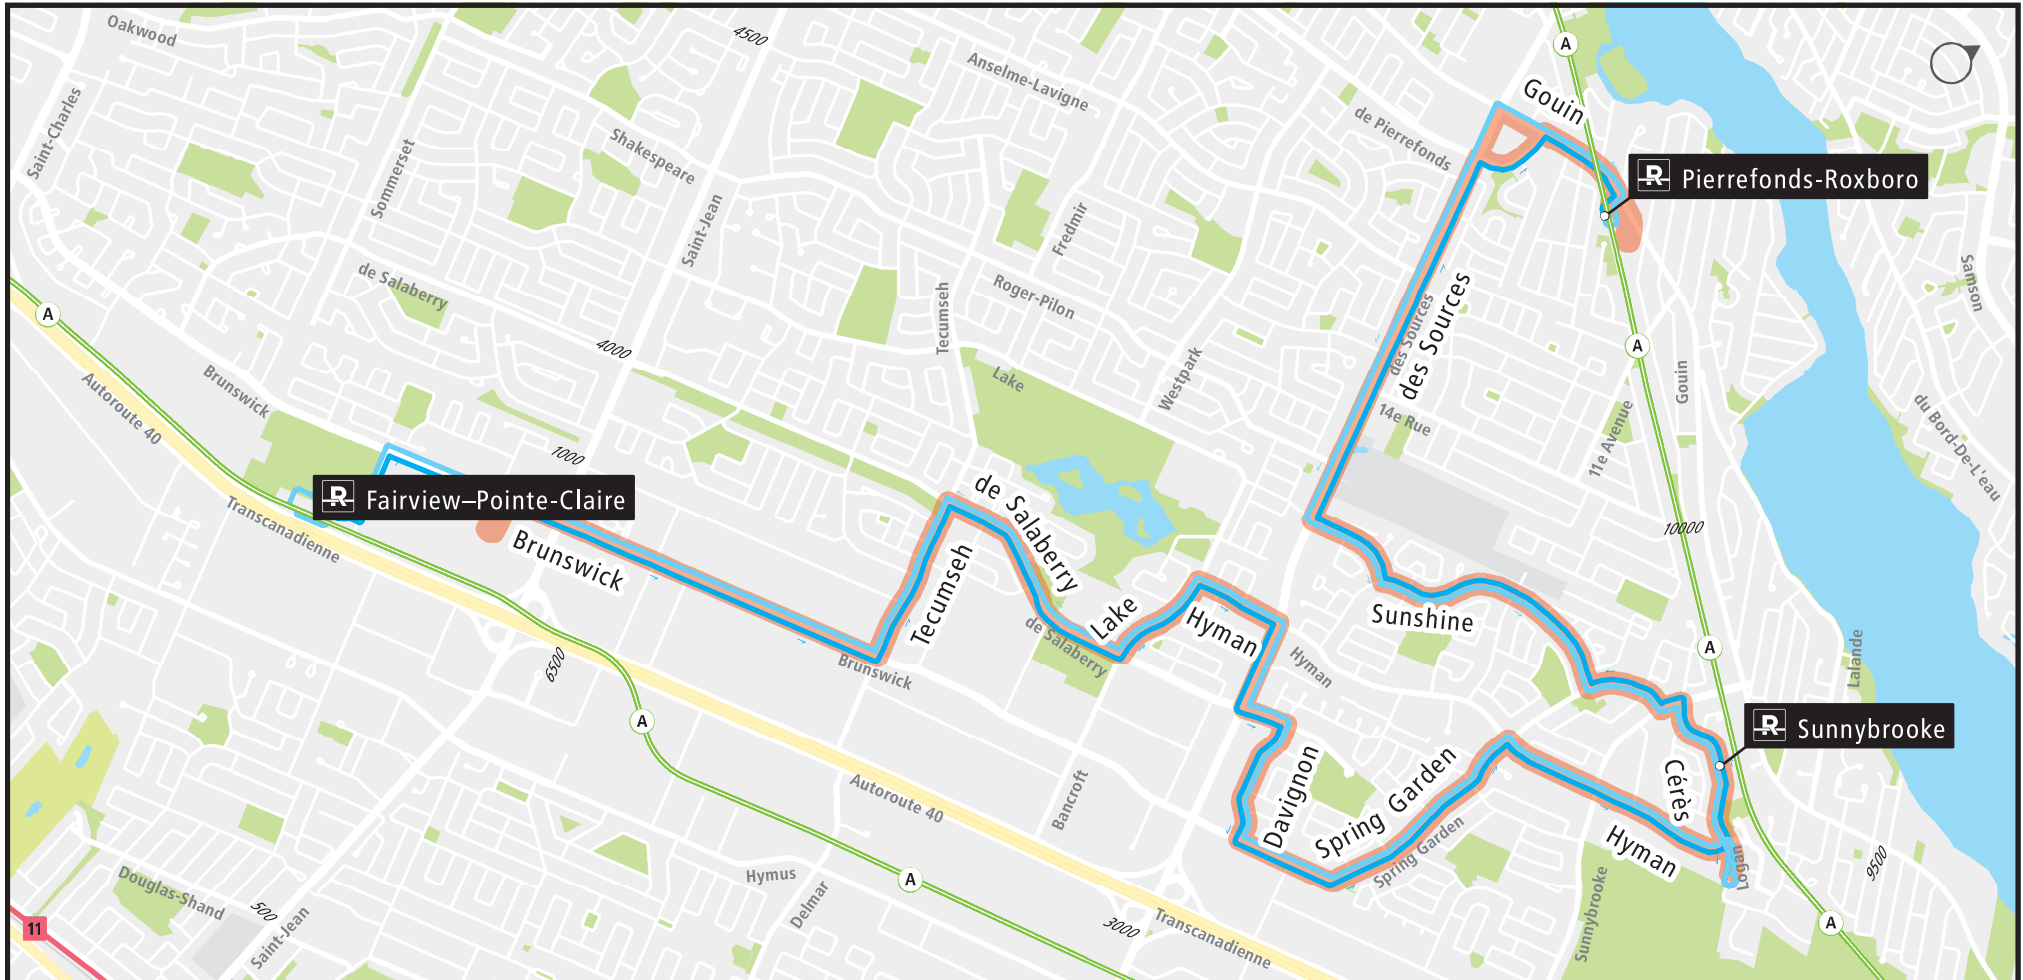 Oakwood
4500
A
Anselme-Lavigne
Gouin
Saint-Charles
Shakespeare
de Pierrefonds
Sommerset
R Pierrefonds-Roxboro
Saint-Jean
Fredmir
de Salaberry
Roger-Pilon
Tecumseh
des Sources
des Sources
Samson
A
4000
A
Lake
Westpark
Gouin
Brunswick
Autoroute 40
14e Rue
11e Avenue
du Bord-De-L'eau
1000
R Fairview–Pointe-Claire
de Salaberry
Transcanadienne
10000
Brunswick
Tecumseh
Lake
Hyman
Sunshine
de Salaberry
Hyman
Lalande
A
6500
Brunswick
A
R Sunnybrooke
Davignon
Spring Garden
Cérès
Autoroute 40
Bancroft
Spring Garden
Hyman
Logan
9500
Hymus
A
Delmar
Douglas-Shand
500
Saint-Jean
11
3000
Transcanadienne
Sunnybrooke
A